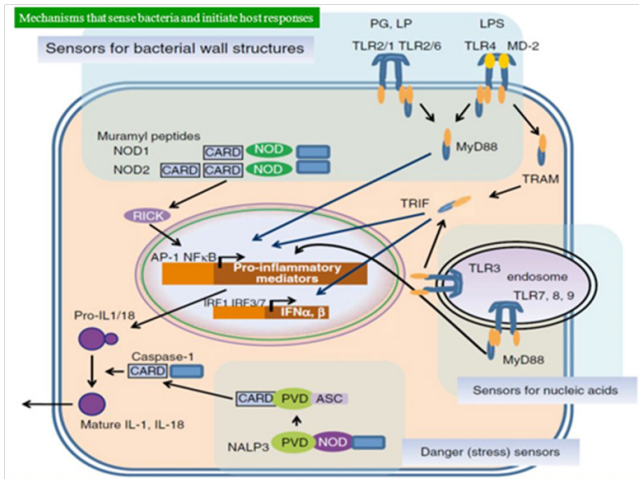 Mechanisms that sense bacteria and initiate host responses
Sensors for bacterial wall structures
PG, LP
LPS
TLR2/1 TLR2/6
TLR4 MD-2
Muramyl peptides
NOD1
CARD
NOD
NOD2
CARD
CARD
NOD
MyD88
TRAM
RICK
TRIF
AP-1 NFκB
Pro-inflammatory
mediators
TLR3
endosome
TLR7, 8, 9
IRF1 IRF3/7
IFNα, β
Pro-IL1/18
MyD88
Caspase-1
CARD
Sensors for nucleic acids
CARD
PVD
ASC
Mature IL-1, IL-18
NALP3
PVD
NOD
Danger (stress) sensors